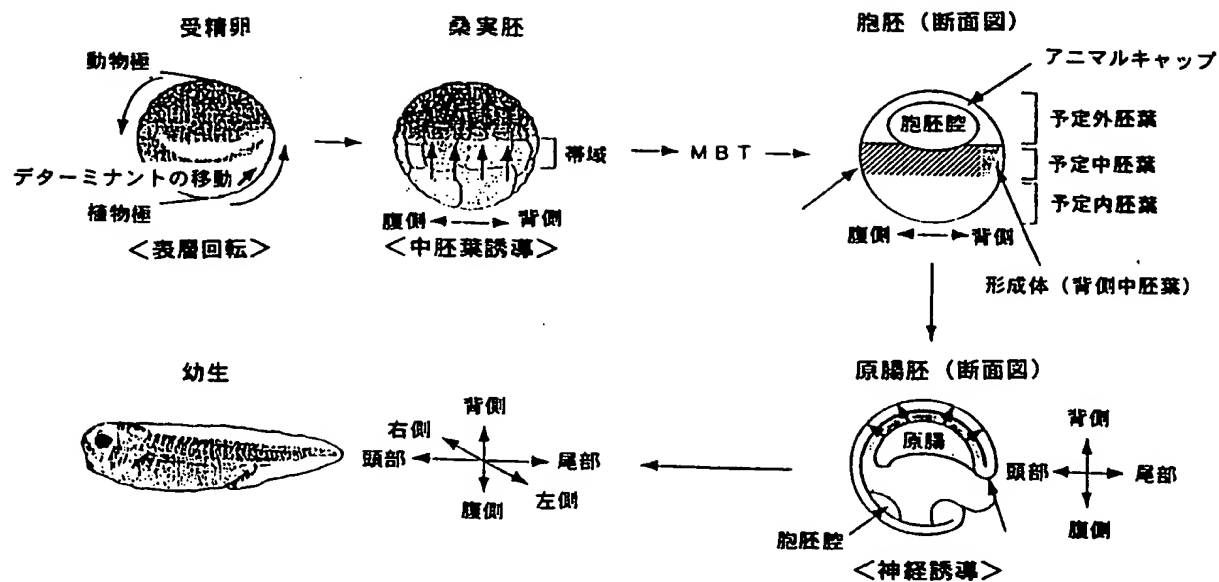 受精卵
動物極
デターミナントの移動
植物極
<表層回転>
桑実胚
帯域
腹側 背側
<中胚葉誘導>
MBT
胞胚（断面図）
アニマルキャップ
胞胚腔
予定外胚葉
予定中胚葉
予定内胚葉
腹側 背側
形成体（背側中胚葉）
原腸胚（断面図）
原腸
胞胚腔
背側
頭部 尾部
腹側
<神経誘導>
幼生
背側
右側
頭部 尾部
左側
腹側